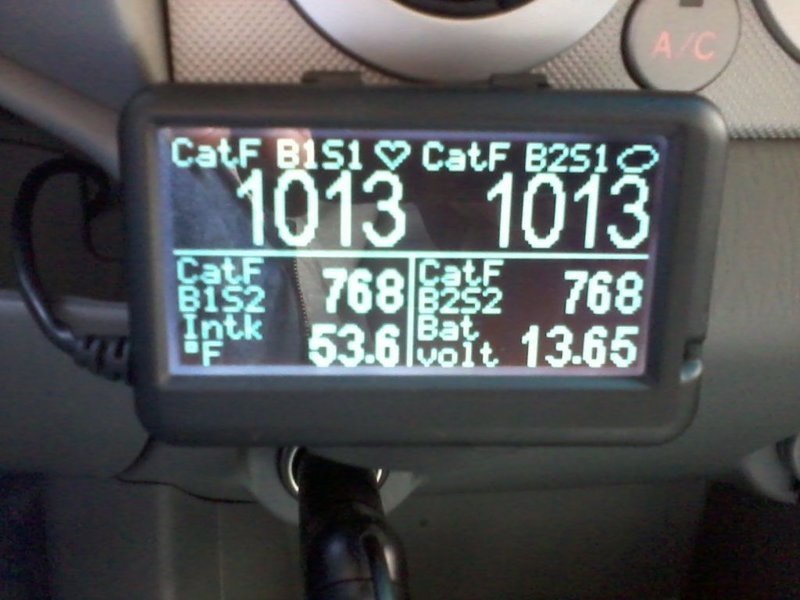 A/C
CatF B1S1 CatF B2S1
1013 1013
CatF B1S2 768 CatF B2S2 768
Intk °F 53.6 Bat volt 13.65